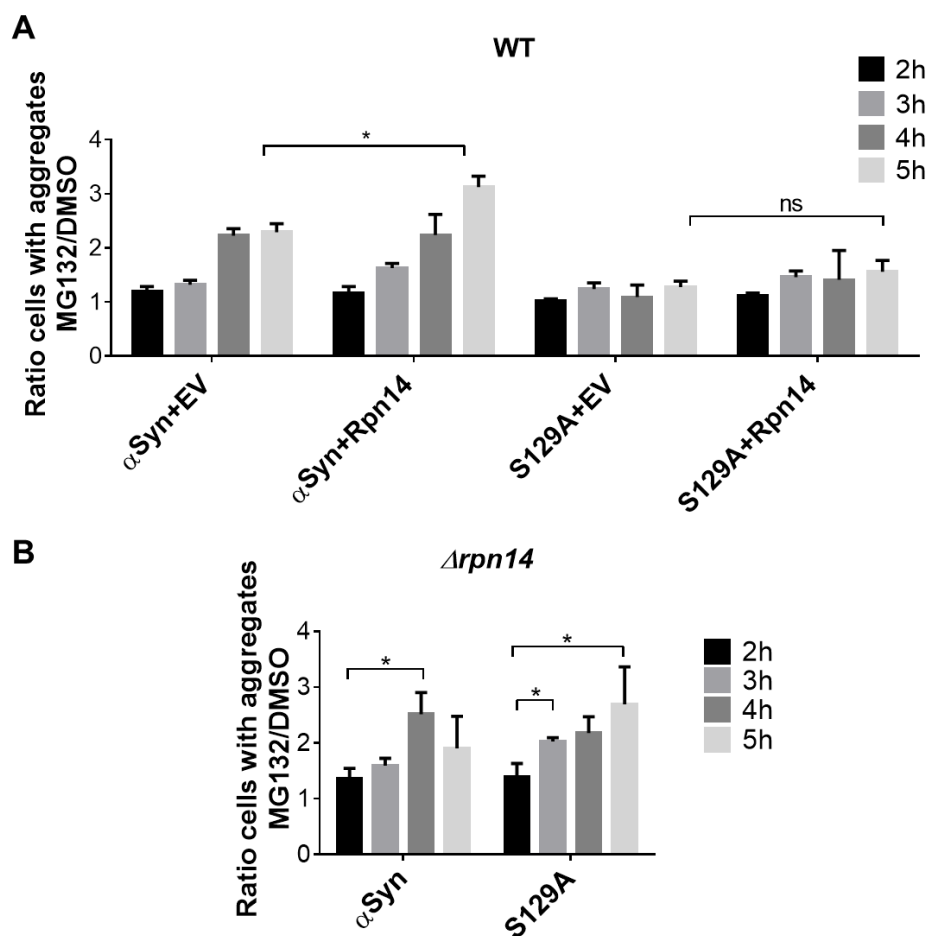 A
WT
Ratio cells with aggregates
MG132/DMSO
4
3
2
1
0
*
ns
2h
3h
4h
5h
αSyn+EV
αSyn+Rpn14
S129A+EV
S129A+Rpn14
B
Δrpn14
Ratio cells with aggregates
MG132/DMSO
4
3
2
1
0
*
*
*
2h
3h
4h
5h
αSyn
S129A